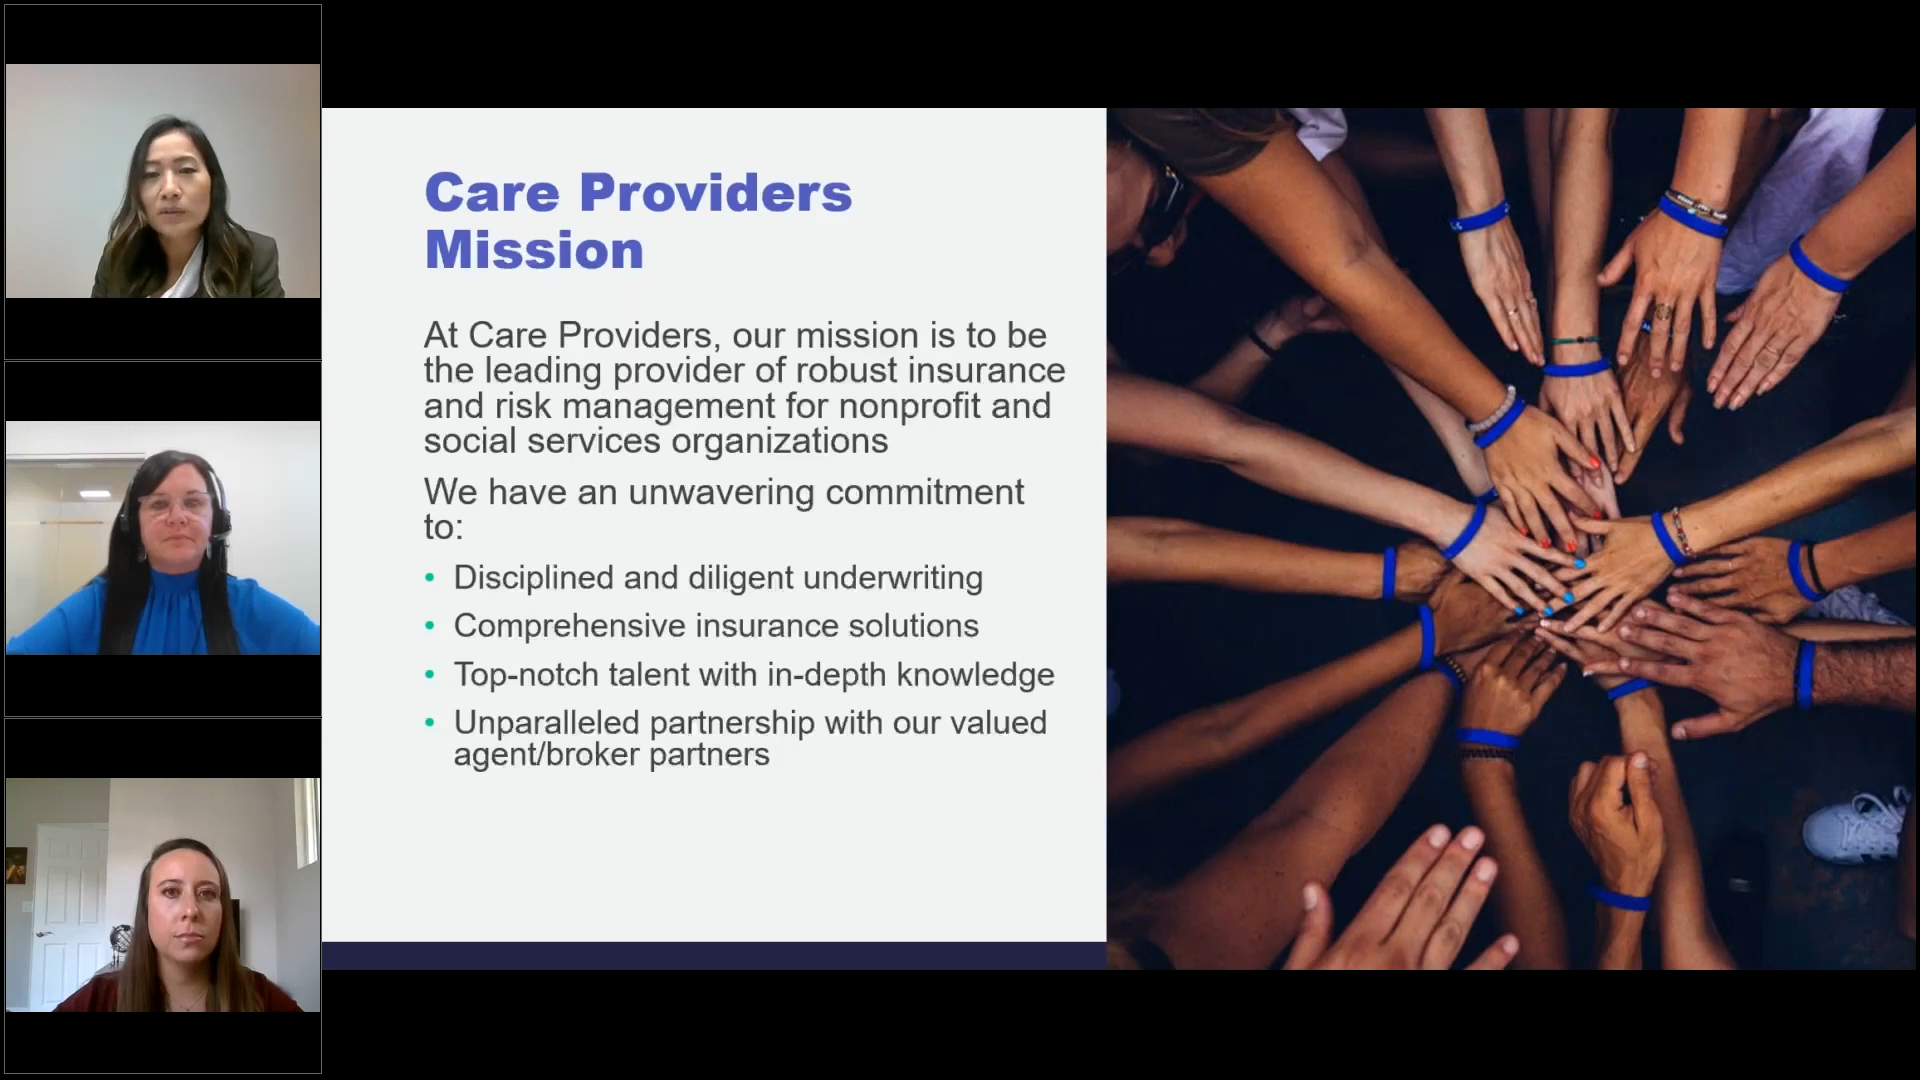 Care Providers
Mission
At Care Providers, our mission is to be
the leading provider of robust insurance
and risk management for nonprofit and
social services organizations
We have an unwavering commitment
to:
• Disciplined and diligent underwriting
• Comprehensive insurance solutions
• Top-notch talent with in-depth knowledge
• Unparalleled partnership with our valued
agent/broker partners